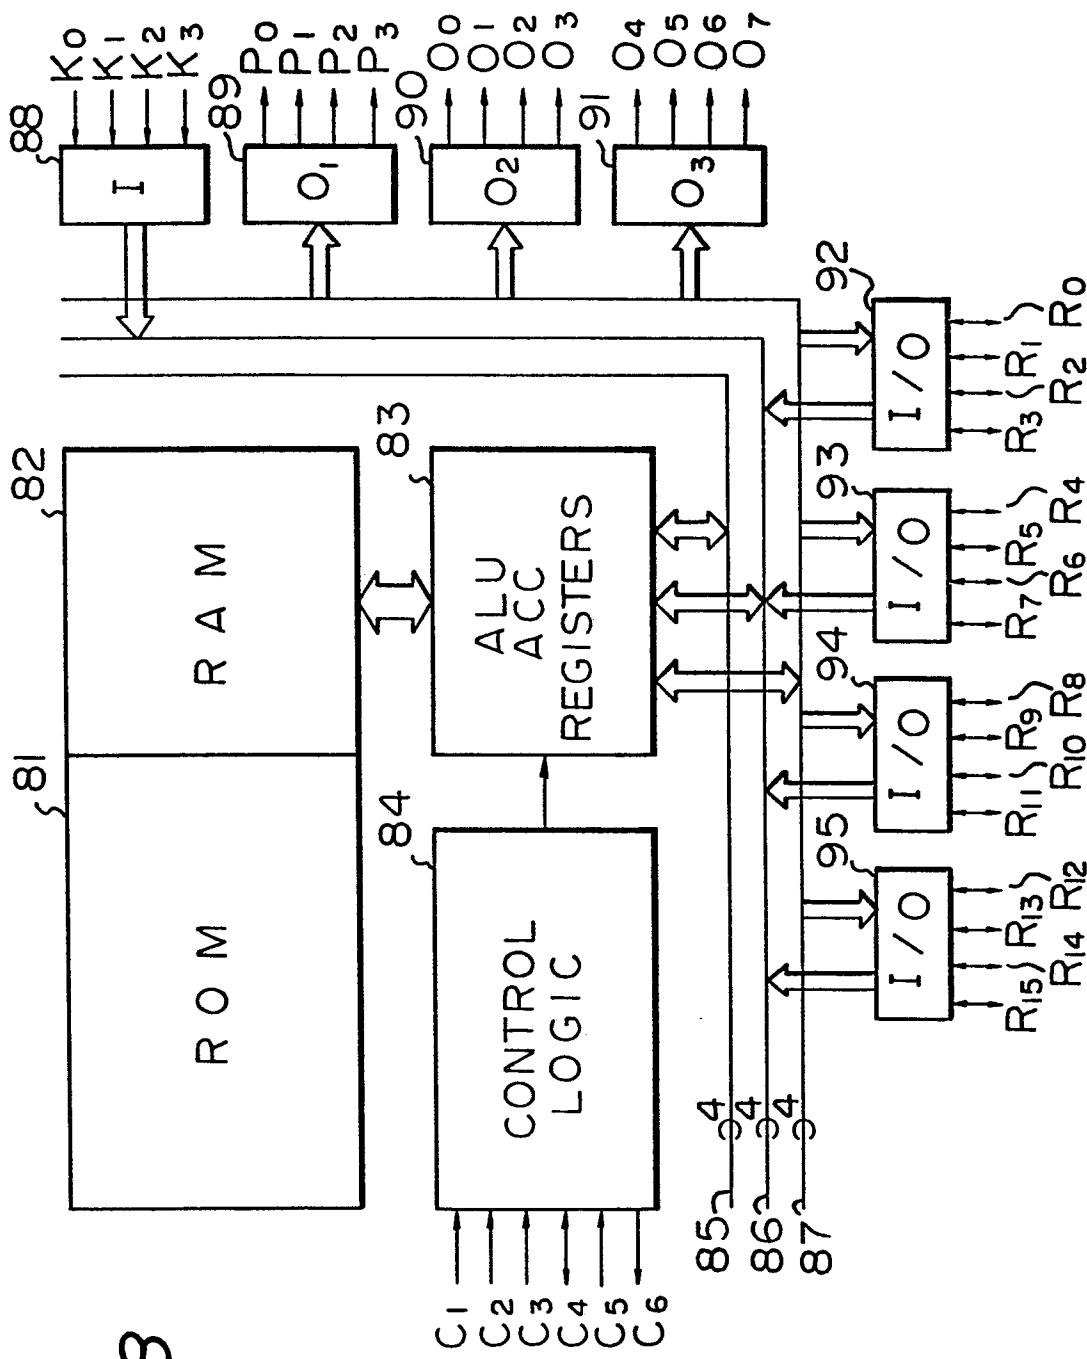 88
K0
K1
K2
K3
I
89
P0
P1
P2
P3
O1
90
O0
O1
O2
O3
O2
91
O4
O5
O6
O7
O3
82
RAM
81
ROM
83
ALU
ACC
REGISTERS
84
CONTROL
LOGIC
C1
C2
C3
C4
C5
C6
85
4
86
4
87
4
92
I/O
R3
R2
R1
R0
93
I/O
R7
R6
R5
R4
94
I/O
R11
R10
R9
R8
95
I/O
R15
R14
R13
R12
8